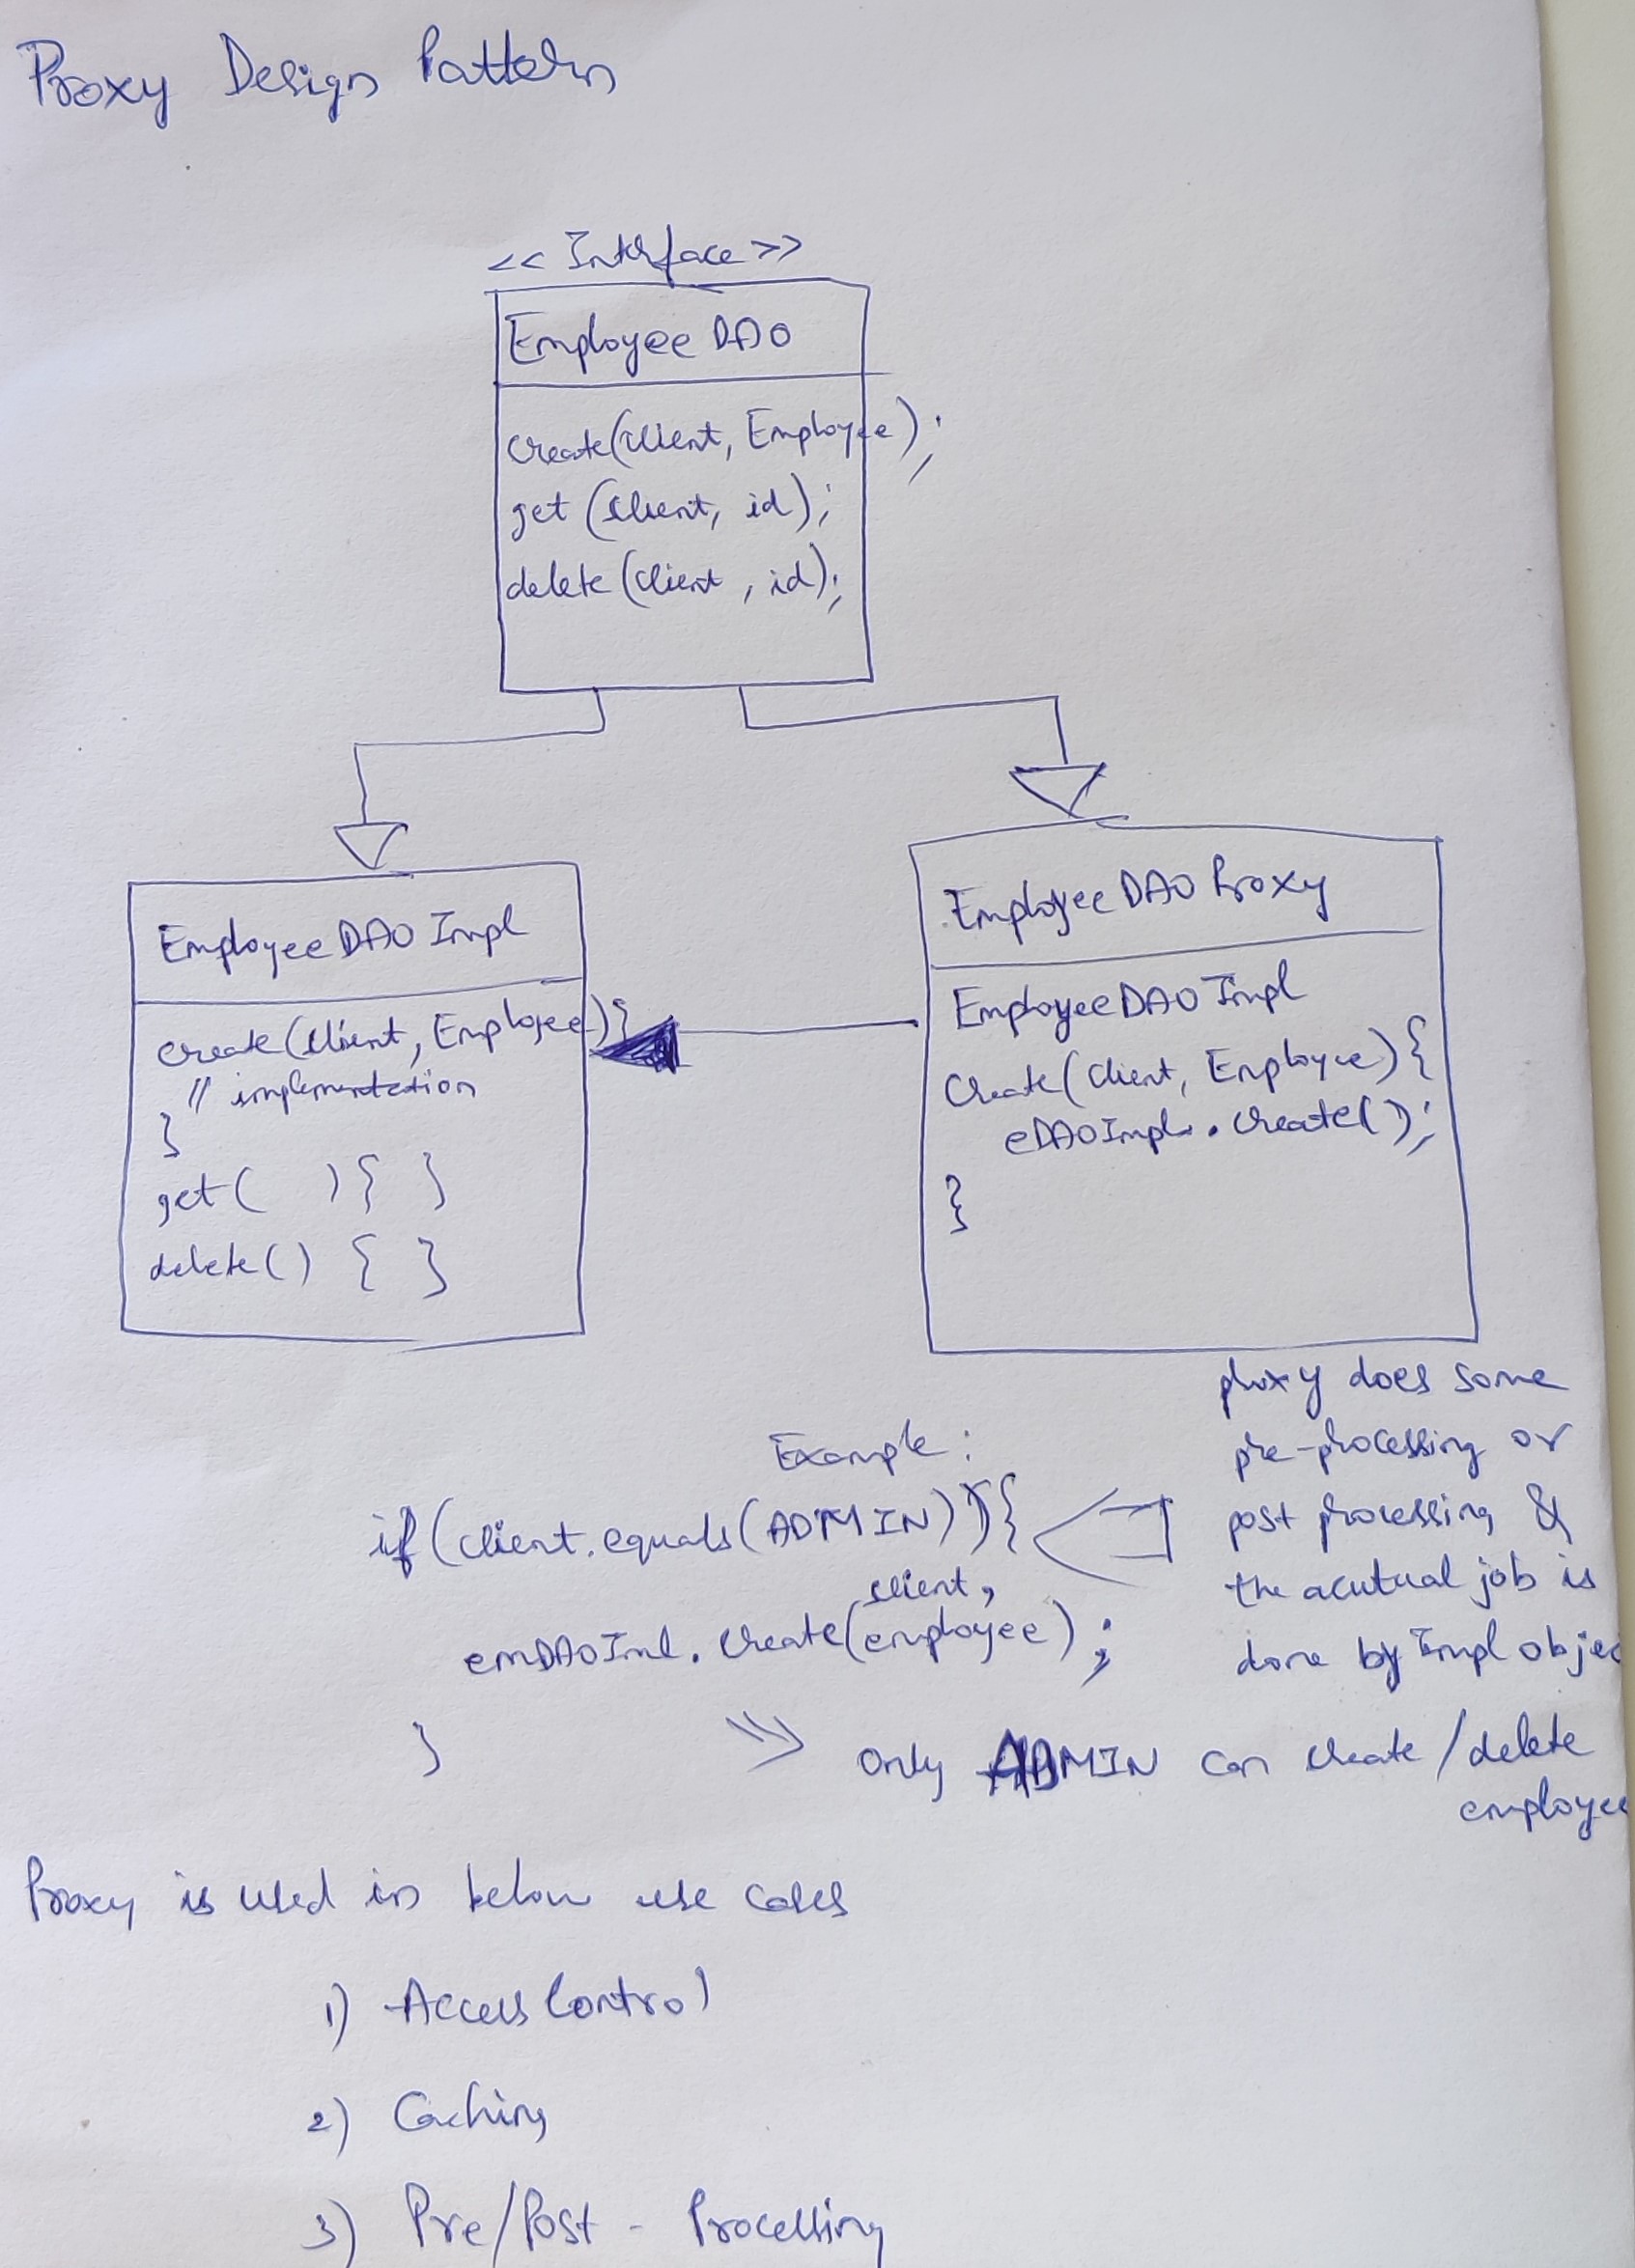 Proxy Design Pattern
<< Interface >>
EmployeeDAO
create(client, Employee);
get (client, id);
delete (client, id);
EmployeeDAO Impl
create(client, Employee){
// implementation
}
get( ){ }
delete() { }
EmployeeDAO Proxy
EmployeeDAO Impl
Create(client, Employee){
eDAOImpl.create();
}
proxy does some
pre-processing or
post processing &
the acutual job is
done by Impl objec
Example:
if(client.equals(ADMIN)){
client,
emDAOIml.create(employee);
}
>>> only ADMIN can create/delete
employee
Proxy is used in below use cases
1) Access Control
2) Caching
3) Pre/Post - Processing